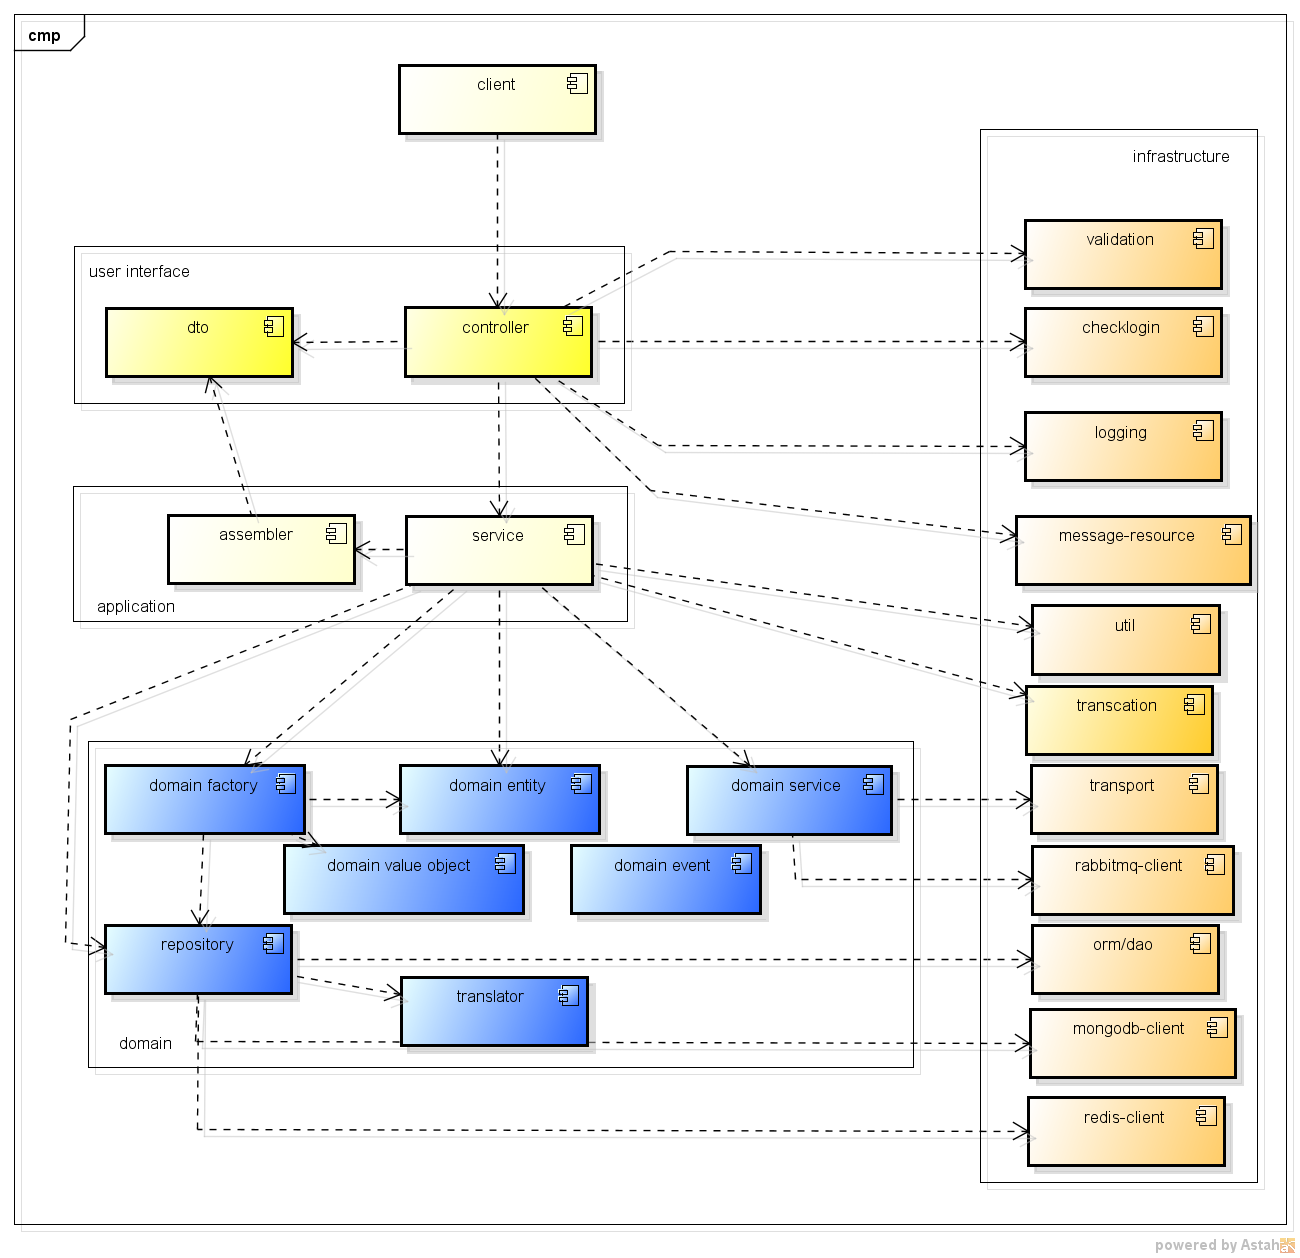 cmp
client
infrastructure
validation
user interface
dto
controller
checklogin
logging
assembler
service
message-resource
application
util
transcation
domain factory
domain entity
domain service
transport
domain value object
domain event
rabbitmq-client
repository
orm/dao
translator
domain
mongodb-client
redis-client
powered by Astah